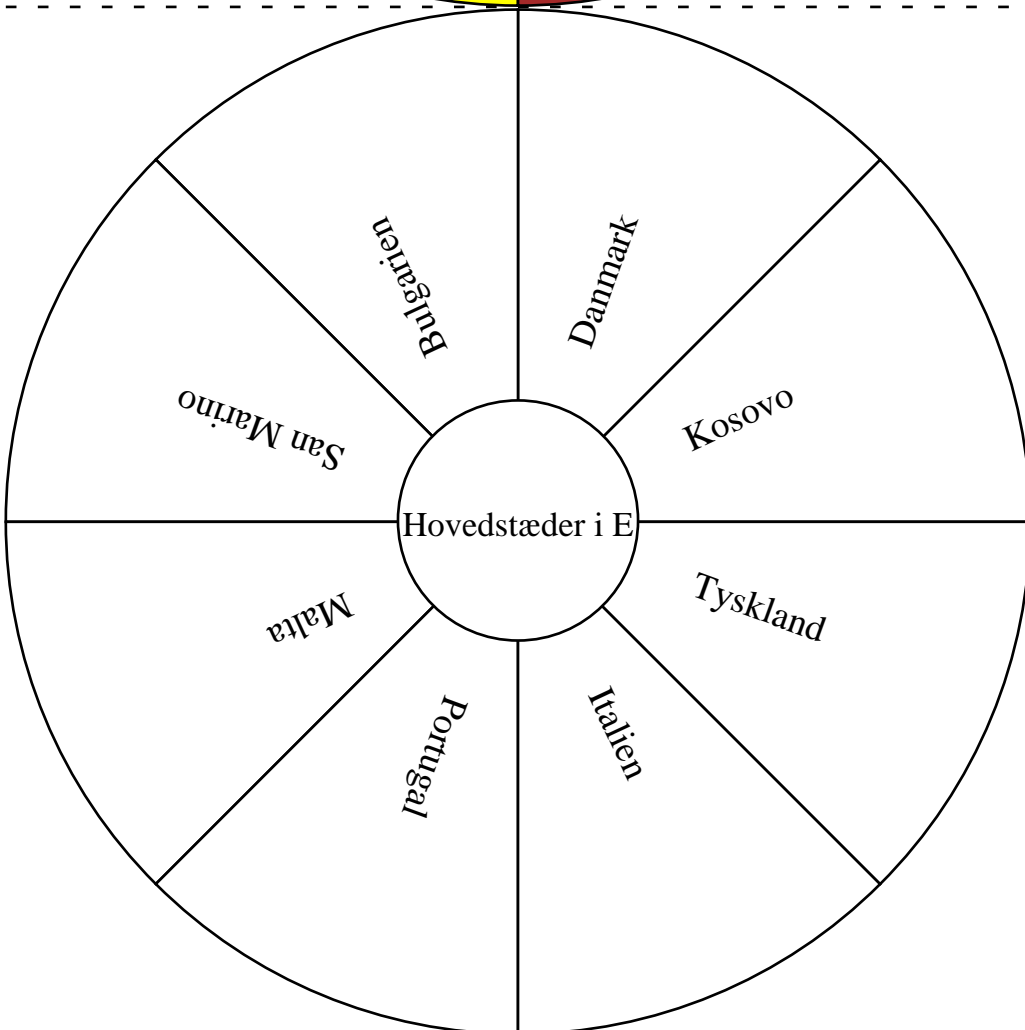 Hovedstæder i E
Danmark
Kosovo
Tyskland
Italien
Portugal
Malta
San Marino
Bulgarien